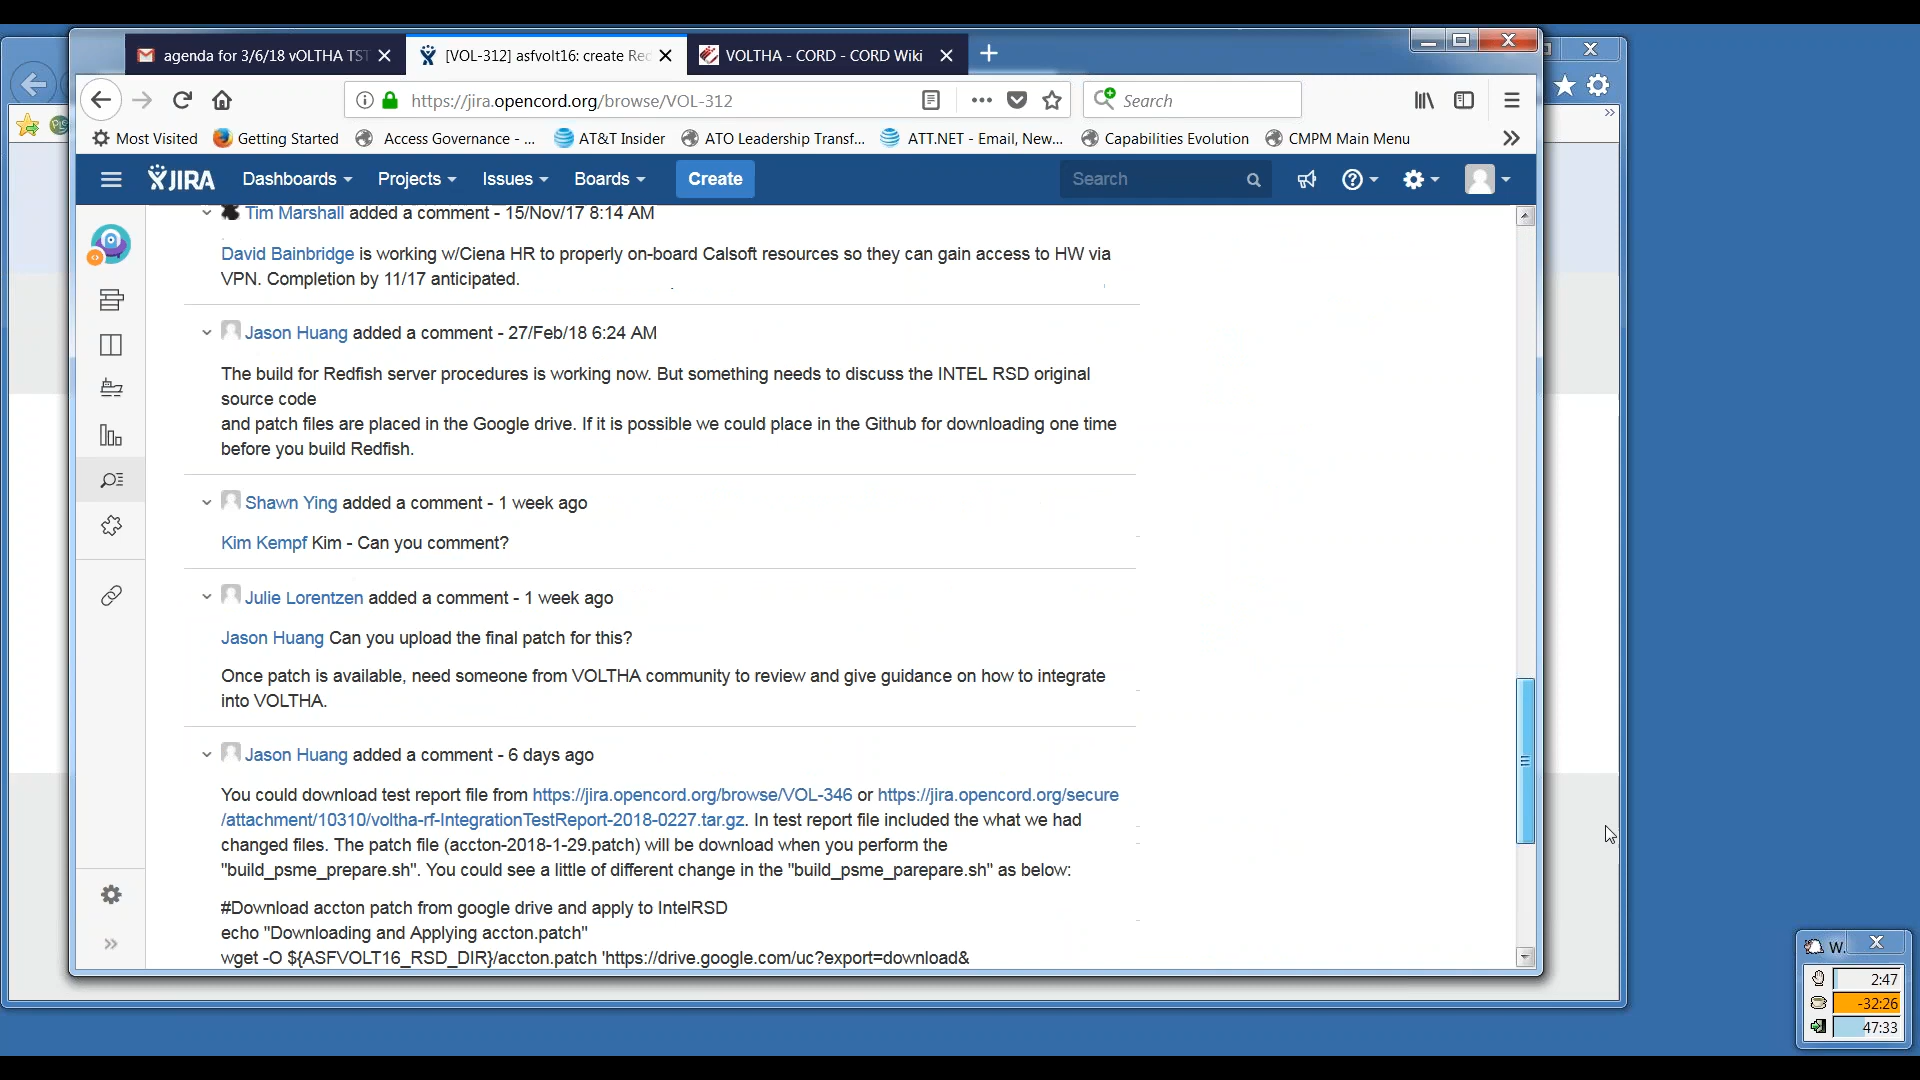 agenda for 3/6/18 vOLTHA TST
[VOL-312] asfvolt16: create Rec
VOLTHA - CORD - CORD Wiki
https://jira.opencord.org/browse/VOL-312
Search
Most Visited
Getting Started
Access Governance - ...
AT&T Insider
ATO Leadership Transf...
ATT.NET - Email, New...
Capabilities Evolution
CMPM Main Menu
JIRA
Dashboards
Projects
Issues
Boards
Create
Search
Tim Marshall added a comment - 15/Nov/17 8:14 AM
David Bainbridge is working w/Ciena HR to properly on-board Calsoft resources so they can gain access to HW via
VPN. Completion by 11/17 anticipated.
Jason Huang added a comment - 27/Feb/18 6:24 AM
The build for Redfish server procedures is working now. But something needs to discuss the INTEL RSD original
source code
and patch files are placed in the Google drive. If it is possible we could place in the Github for downloading one time
before you build Redfish.
Shawn Ying added a comment - 1 week ago
Kim Kempf Kim - Can you comment?
Julie Lorentzen added a comment - 1 week ago
Jason Huang Can you upload the final patch for this?
Once patch is available, need someone from VOLTHA community to review and give guidance on how to integrate
into VOLTHA.
Jason Huang added a comment - 6 days ago
You could download test report file from https://jira.opencord.org/browse/VOL-346 or https://jira.opencord.org/secure
/attachment/10310/voltha-rf-IntegrationTestReport-2018-0227.tar.gz. In test report file included the what we had
changed files. The patch file (accton-2018-1-29.patch) will be download when you perform the
"build_psme_prepare.sh". You could see a little of different change in the "build_psme_parepare.sh" as below:
#Download accton patch from google drive and apply to IntelRSD
echo "Downloading and Applying accton.patch"
wget -O ${ASFVOLT16_RSD_DIR}/accton.patch 'https://drive.google.com/uc?export=download&
W.
2:47
-32:26
47:33